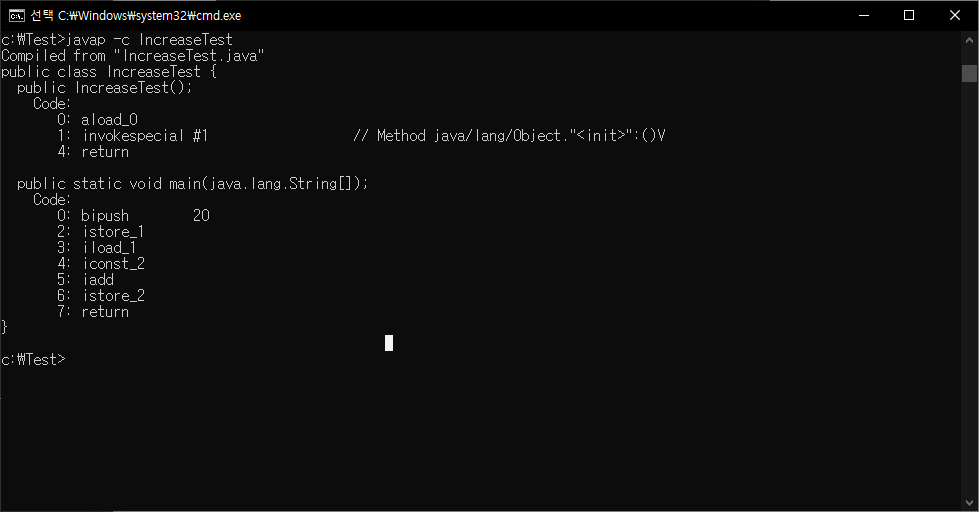 선택 C:₩Windows₩system32₩cmd.exe
c:₩Test>javap -c IncreaseTest
Compiled from "IncreaseTest.java"
public class IncreaseTest {
  public IncreaseTest();
    Code:
       0: aload_0
       1: invokespecial #1                  // Method java/lang/Object."<init>":()V
       4: return

  public static void main(java.lang.String[]);
    Code:
       0: bipush        20
       2: istore_1
       3: iload_1
       4: iconst_2
       5: iadd
       6: istore_2
       7: return
}

c:₩Test>